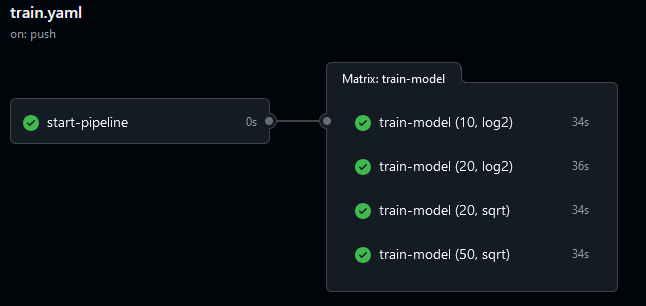 train.yaml
on: push
Matrix: train-model
start-pipeline 0s
train-model (10, log2) 34s
train-model (20, log2) 36s
train-model (20, sqrt) 34s
train-model (50, sqrt) 34s